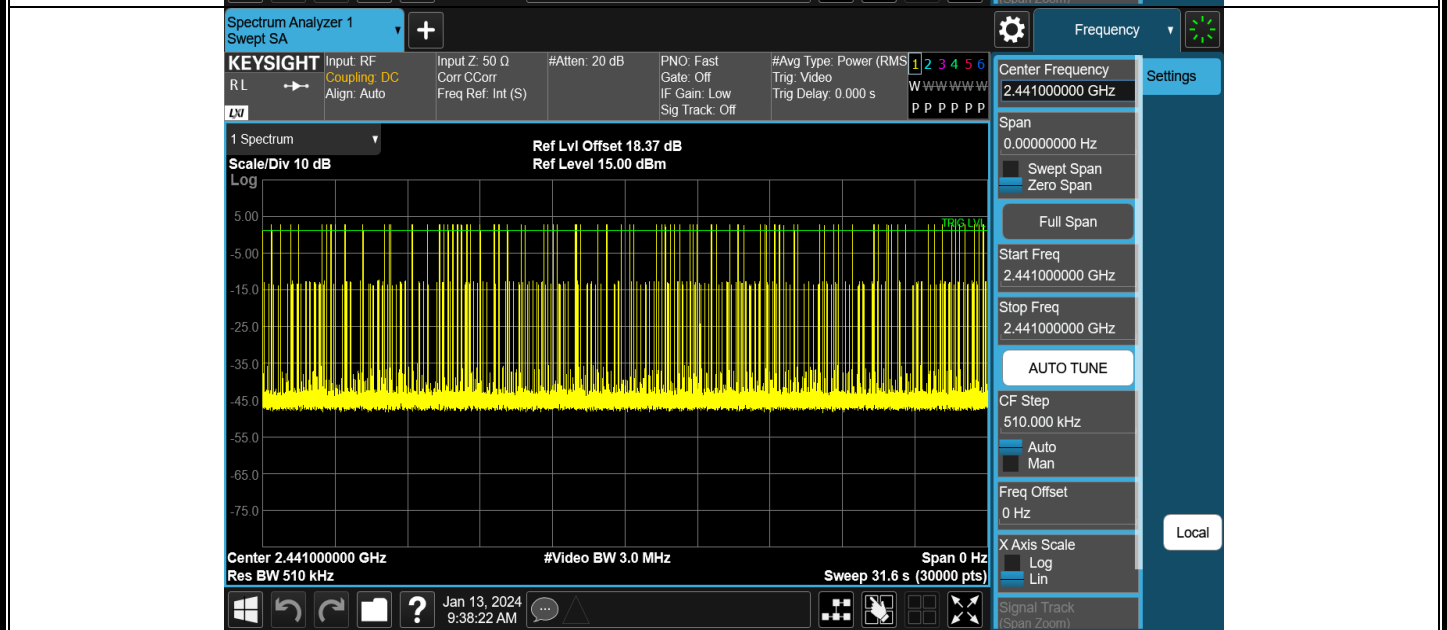 (Span Zoom)
Spectrum Analyzer 1
Swept SA
+
Frequency
KEYSIGHT
R L
LXI
Input: RF
Coupling: DC
Align: Auto
Input Z: 50 Ω
Corr CCorr
Freq Ref: Int (S)
#Atten: 20 dB
PNO: Fast
Gate: Off
IF Gain: Low
Sig Track: Off
#Avg Type: Power (RMS
Trig: Video
Trig Delay: 0.000 s
1 2 3 4 5 6
W W W W W W
P P P P P P
1 Spectrum
Scale/Div 10 dB
Log
Ref Lvl Offset 18.37 dB
Ref Level 15.00 dBm
TRIG LVL
5.00
-5.00
-15.0
-25.0
-35.0
-45.0
-55.0
-65.0
-75.0
Center 2.441000000 GHz
Res BW 510 kHz
#Video BW 3.0 MHz
Span 0 Hz
Sweep 31.6 s (30000 pts)
Center Frequency
2.441000000 GHz
Settings
Span
0.00000000 Hz
Swept Span
Zero Span
Full Span
Start Freq
2.441000000 GHz
Stop Freq
2.441000000 GHz
AUTO TUNE
CF Step
510.000 kHz
Auto
Man
Freq Offset
0 Hz
X Axis Scale
Log
Lin
Signal Track
(Span Zoom)
Local
?
Jan 13, 2024
9:38:22 AM